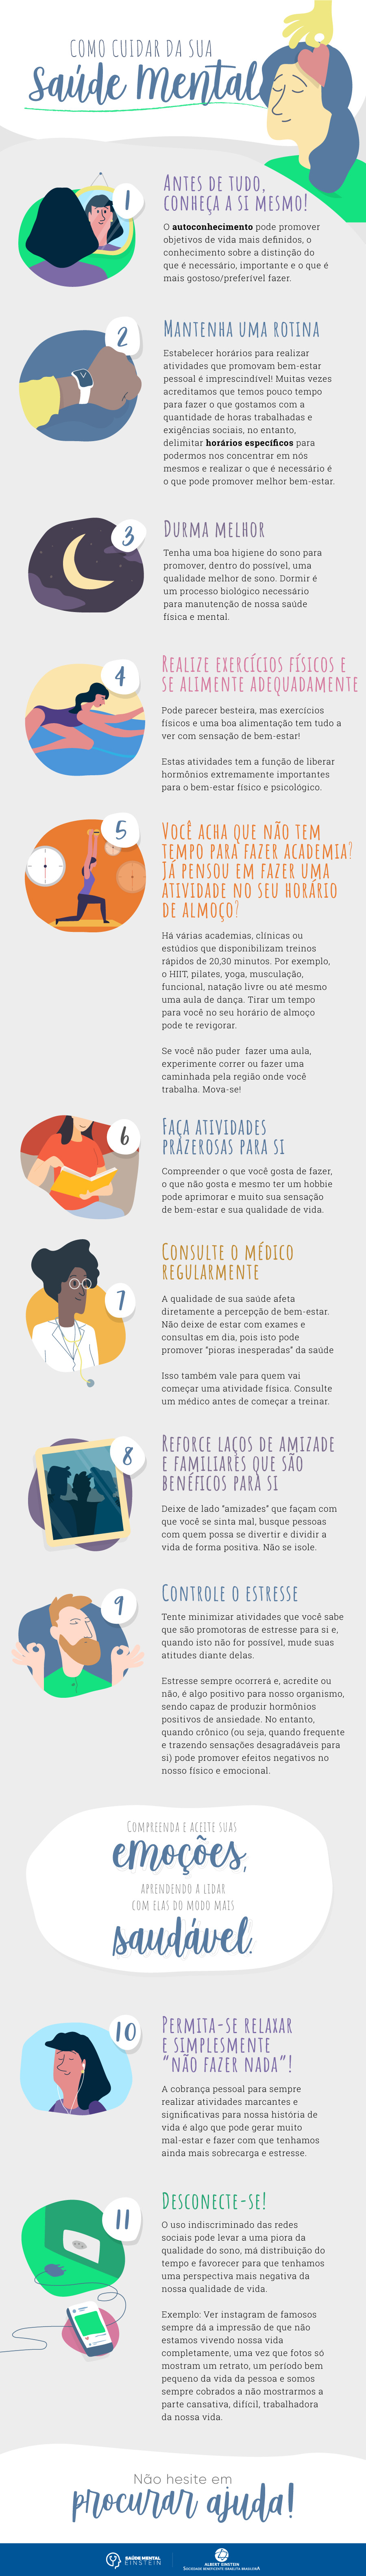 COMO CUIDAR DA SUA
Saúde Mental
1
ANTES DE TUDO,
CONHEÇA A SI MESMO!
O autoconhecimento pode promover
objetivos de vida mais definidos, o
conhecimento sobre a distinção do
que é necessário, importante e o que é
mais gostoso/preferível fazer.
2
MANTENHA UMA ROTINA
Estabelecer horários para realizar
atividades que promovam bem-estar
pessoal é imprescindível! Muitas vezes
acreditamos que temos pouco tempo
para fazer o que gostamos com a
quantidade de horas trabalhadas e
exigências sociais, no entanto,
delimitar horários específicos para
podermos nos concentrar em nós
mesmos e realizar o que é necessário é
o que pode promover melhor bem-estar.
3
DURMA MELHOR
Tenha uma boa higiene do sono para
promover, dentro do possível, uma
qualidade melhor de sono. Dormir é
um processo biológico necessário
para manutenção de nossa saúde
física e mental.
4
REALIZE EXERCÍCIOS FÍSICOS E
SE ALIMENTE ADEQUADAMENTE
Pode parecer besteira, mas exercícios
físicos e uma boa alimentação tem tudo a
ver com sensação de bem-estar!
Estas atividades tem a função de liberar
hormônios extremamente importantes
para o bem-estar físico e psicológico.
5
VOCÊ ACHA QUE NÃO TEM
TEMPO PARA FAZER ACADEMIA?
JÁ PENSOU EM FAZER UMA
ATIVIDADE NO SEU HORÁRIO
DE ALMOÇO?
Há várias academias, clínicas ou
estúdios que disponibilizam treinos
rápidos de 20,30 minutos. Por exemplo,
o HIIT, pilates, yoga, musculação,
funcional, natação livre ou até mesmo
uma aula de dança. Tirar um tempo
para você no seu horário de almoço
pode te revigorar.
Se você não puder fazer uma aula,
experimente correr ou fazer uma
caminhada pela região onde você
trabalha. Mova-se!
6
FAÇA ATIVIDADES
PRAZEROSAS PARA SI
Compreender o que você gosta de fazer,
o que não gosta e mesmo ter um hobbie
pode aprimorar e muito sua sensação
de bem-estar e sua qualidade de vida.
7
CONSULTE O MÉDICO
REGULARMENTE
A qualidade de sua saúde afeta
diretamente a percepção de bem-estar.
Não deixe de estar com exames e
consultas em dia, pois isto pode
promover "pioras inesperadas" da saúde
Isso também vale para quem vai
começar uma atividade física. Consulte
um médico antes de começar a treinar.
8
REFORCE LAÇOS DE AMIZADE
E FAMILIARES QUE SÃO
BENÉFICOS PARA SI
Deixe de lado "amizades" que façam com
que você se sinta mal, busque pessoas
com quem possa se divertir e dividir a
vida de forma positiva. Não se isole.
9
CONTROLE O ESTRESSE
Tente minimizar atividades que você sabe
que são promotoras de estresse para si e,
quando isto não for possível, mude suas
atitudes diante delas.
Estresse sempre ocorrerá e, acredite ou
não, é algo positivo para nosso organismo,
sendo capaz de produzir hormônios
positivos de ansiedade. No entanto,
quando crônico (ou seja, quando frequente
e trazendo sensações desagradáveis para
si) pode promover efeitos negativos no
nosso físico e emocional.
COMPREENDA E ACEITE SUAS
emoções,
APRENDENDO A LIDAR
COM ELAS DO MODO MAIS
saudável.
10
PERMITA-SE RELAXAR
E SIMPLESMENTE
"NÃO FAZER NADA"!
A cobrança pessoal para sempre
realizar atividades marcantes e
significativas para nossa história de
vida é algo que pode gerar muito
mal-estar e fazer com que tenhamos
ainda mais sobrecarga e estresse.
11
DESCONECTE-SE!
O uso indiscriminado das redes
sociais pode levar a uma piora da
qualidade do sono, má distribuição do
tempo e favorecer para que tenhamos
uma perspectiva mais negativa da
nossa qualidade de vida.
Exemplo: Ver instagram de famosos
sempre dá a impressão de que não
estamos vivendo nossa vida
completamente, uma vez que fotos só
mostram um retrato, um período bem
pequeno da vida da pessoa e somos
sempre cobrados a não mostrarmos a
parte cansativa, difícil, trabalhadora
da nossa vida.
Não hesite em
procurar ajuda!
SAÚDE MENTAL
EINSTEIN
ALBERT EINSTEIN
SOCIEDADE BENEFICENTE ISRAELITA BRASILEIRA